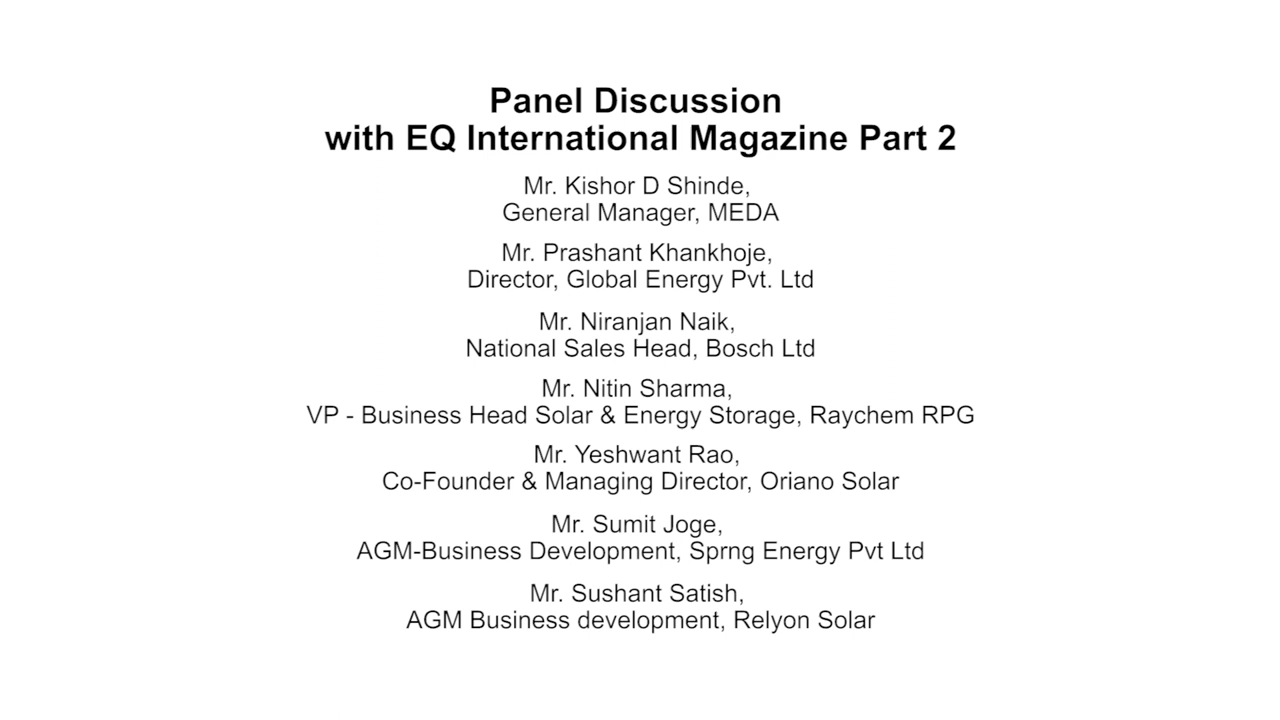 Panel Discussion
with EQ International Magazine Part 2
Mr. Kishor D Shinde,
General Manager, MEDA
Mr. Prashant Khankhoje,
Director, Global Energy Pvt. Ltd
Mr. Niranjan Naik,
National Sales Head, Bosch Ltd
Mr. Nitin Sharma,
VP - Business Head Solar & Energy Storage, Raychem RPG
Mr. Yeshwant Rao,
Co-Founder & Managing Director, Oriano Solar
Mr. Sumit Joge,
AGM-Business Development, Sprng Energy Pvt Ltd
Mr. Sushant Satish,
AGM Business development, Relyon Solar